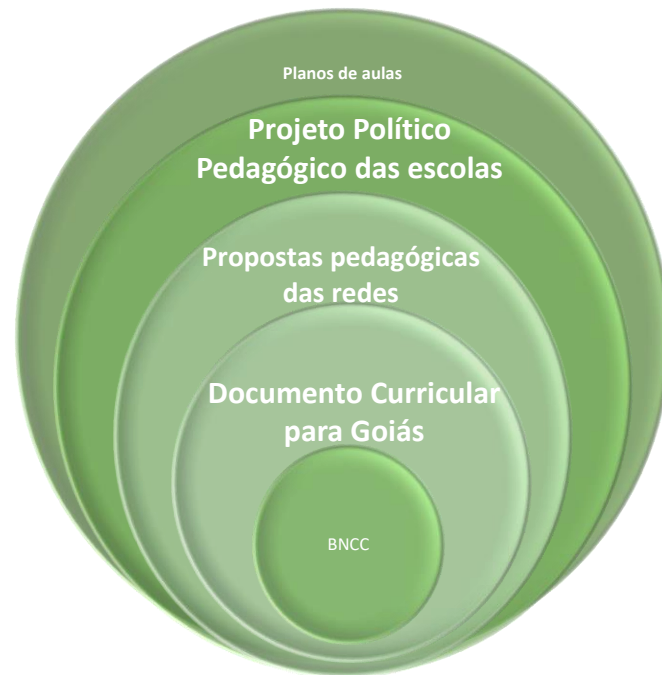 Planos de aulas
Projeto Político
Pedagógico das escolas
Propostas pedagógicas
das redes
Documento Curricular
para Goiás
BNCC